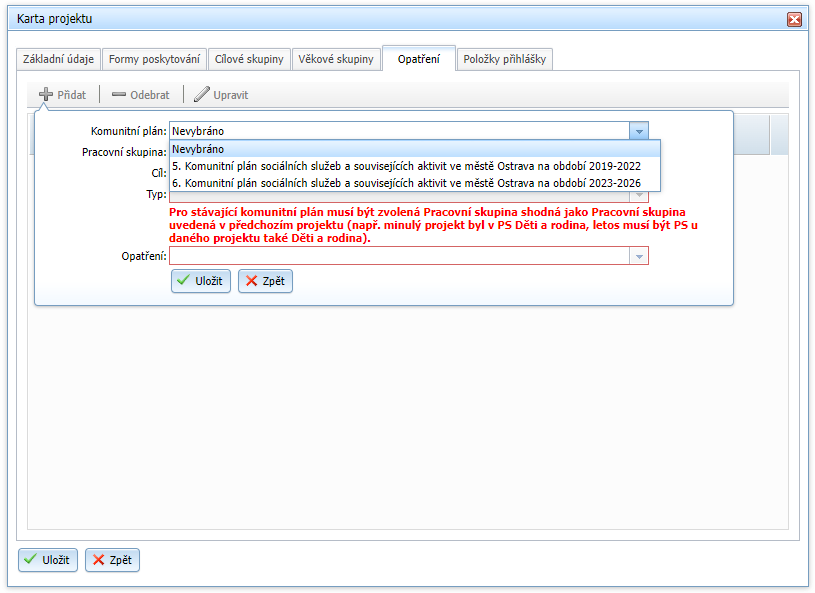 Karta projektu
Základní údaje Formy poskytování Cílové skupiny Věkové skupiny Opatření Položky přihlášky
Přidat Odebrat Upravit
Komunitní plán: Nevybráno
Nevybráno
Pracovní skupina:
5. Komunitní plán sociálních služeb a souvisejících aktivit ve městě Ostrava na období 2019-2022
Cíl:
6. Komunitní plán sociálních služeb a souvisejících aktivit ve městě Ostrava na období 2023-2026
Typ:
Pro stávající komunitní plán musí být zvolená Pracovní skupina shodná jako Pracovní skupina
uvedená v předchozím projektu (např. minulý projekt byl v PS Děti a rodina, letos musí být PS u
daného projektu také Děti a rodina).
Opatření:
Uložit Zpět
Uložit Zpět